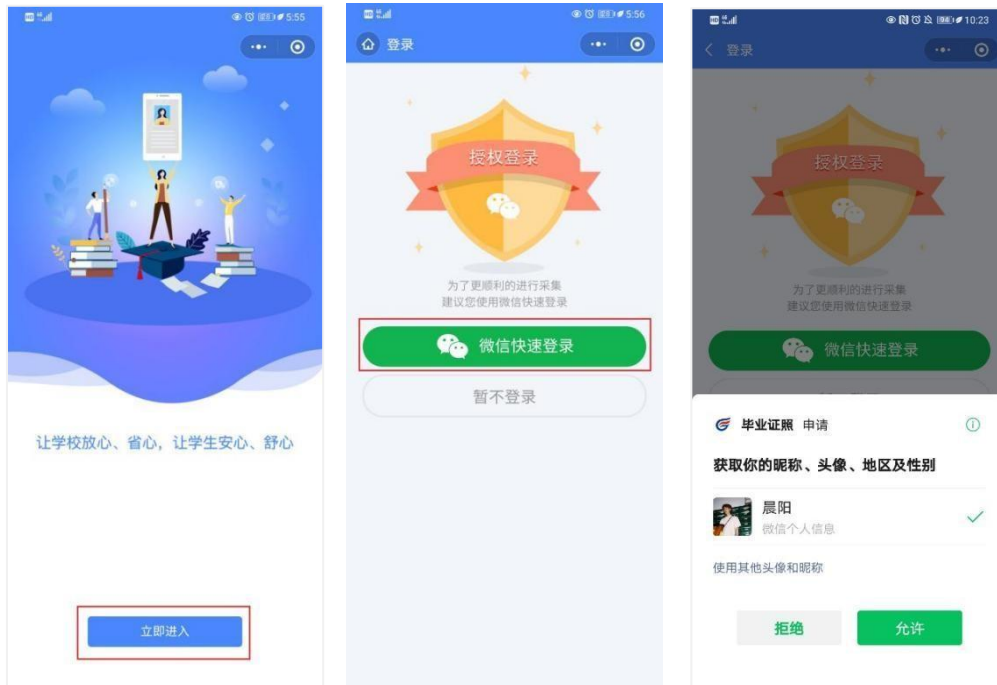 5:55
让学校放心、省心，让学生安心、舒心
立即进入
5:56
登录
授权登录
为了更顺利的进行采集
建议您使用微信快速登录
微信快速登录
暂不登录
10:23
登录
授权登录
为了更顺利的进行采集
建议您使用微信快速登录
微信快速登录
毕业证照 申请
获取你的昵称、头像、地区及性别
晨阳
微信个人信息
使用其他头像和昵称
拒绝
允许